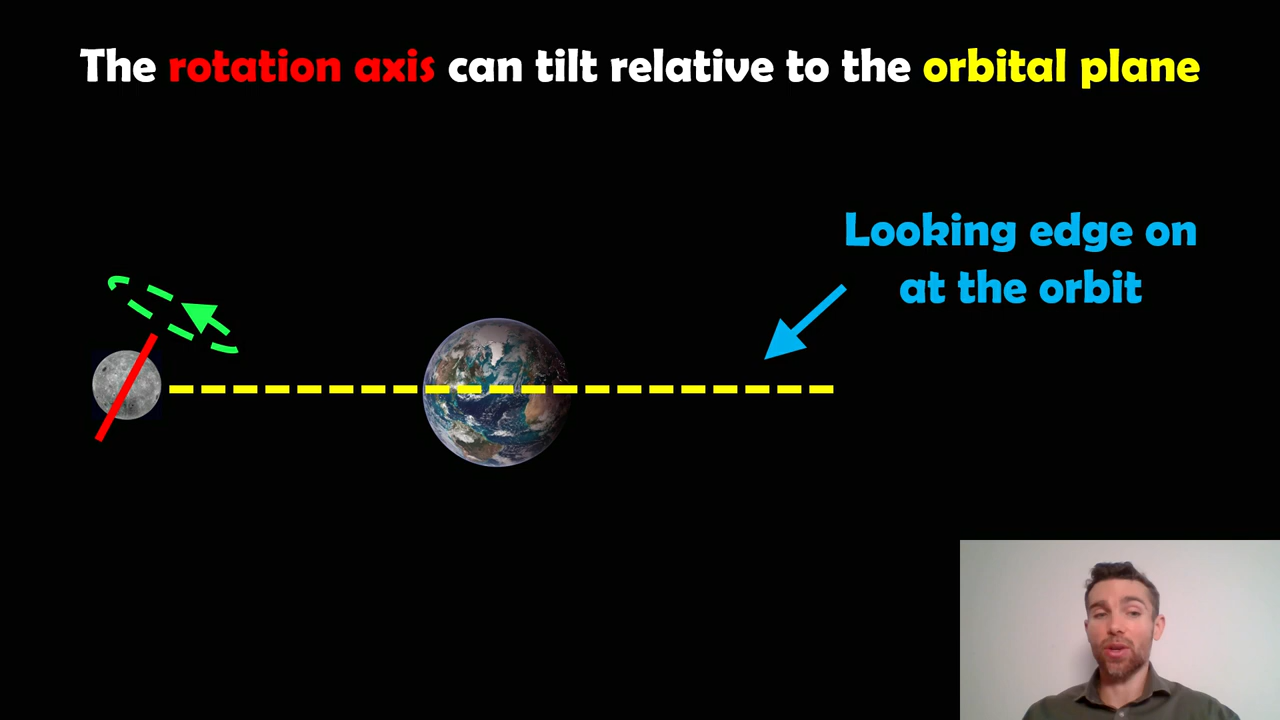 The rotation axis can tilt relative to the orbital plane
Looking edge on
at the orbit